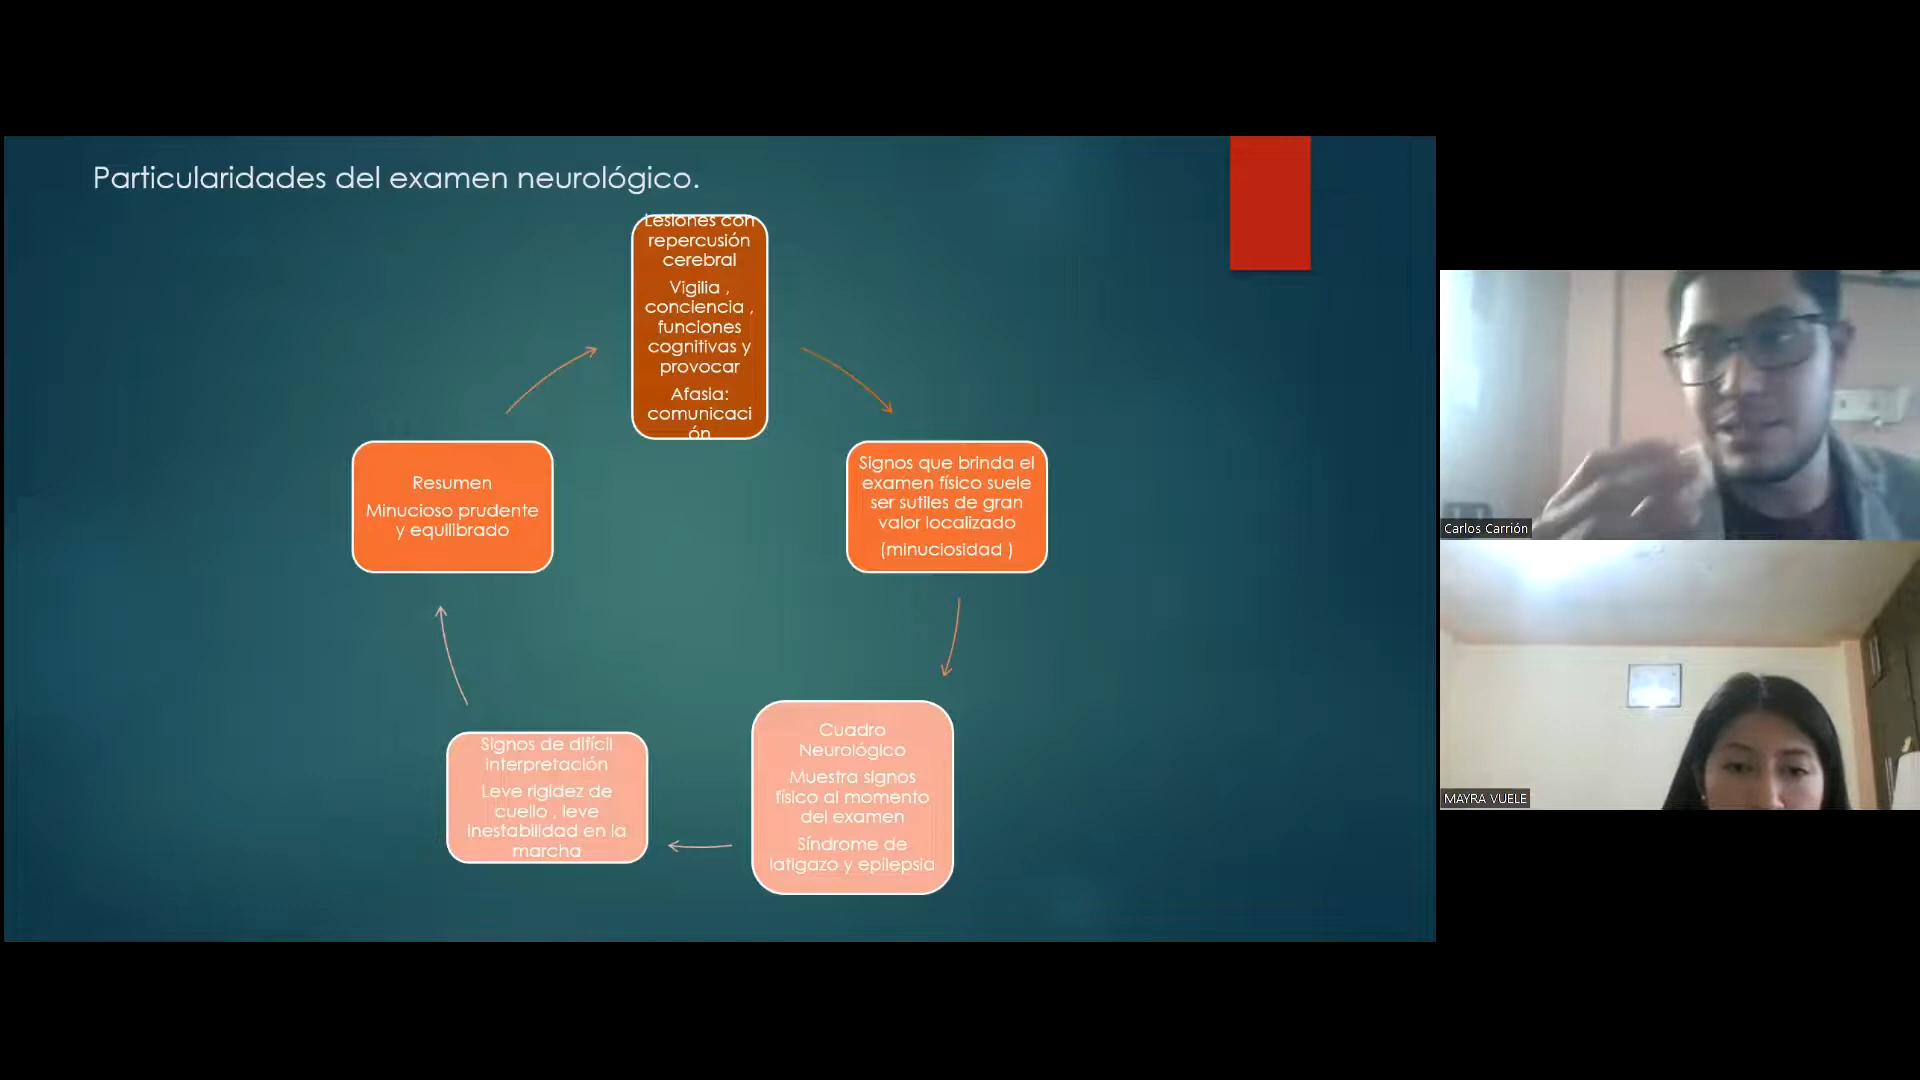 Particularidades del examen neurológico.
Lesiones con
repercusión
cerebral
Vigilia ,
conciencia ,
funciones
cognitivas y
provocar
Afasia:
comunicaci
ón
Signos que brinda el
examen físico suele
ser sutiles de gran
valor localizado
(minuciosidad )
Cuadro
Neurológico
Muestra signos
físico al momento
del examen
Síndrome de
latigazo y epilepsia
Signos de difícil
interpretación
Leve rigidez de
cuello , leve
inestabilidad en la
marcha
Resumen
Minucioso prudente
y equilibrado
Carlos Carrión
MAYRA VUELE